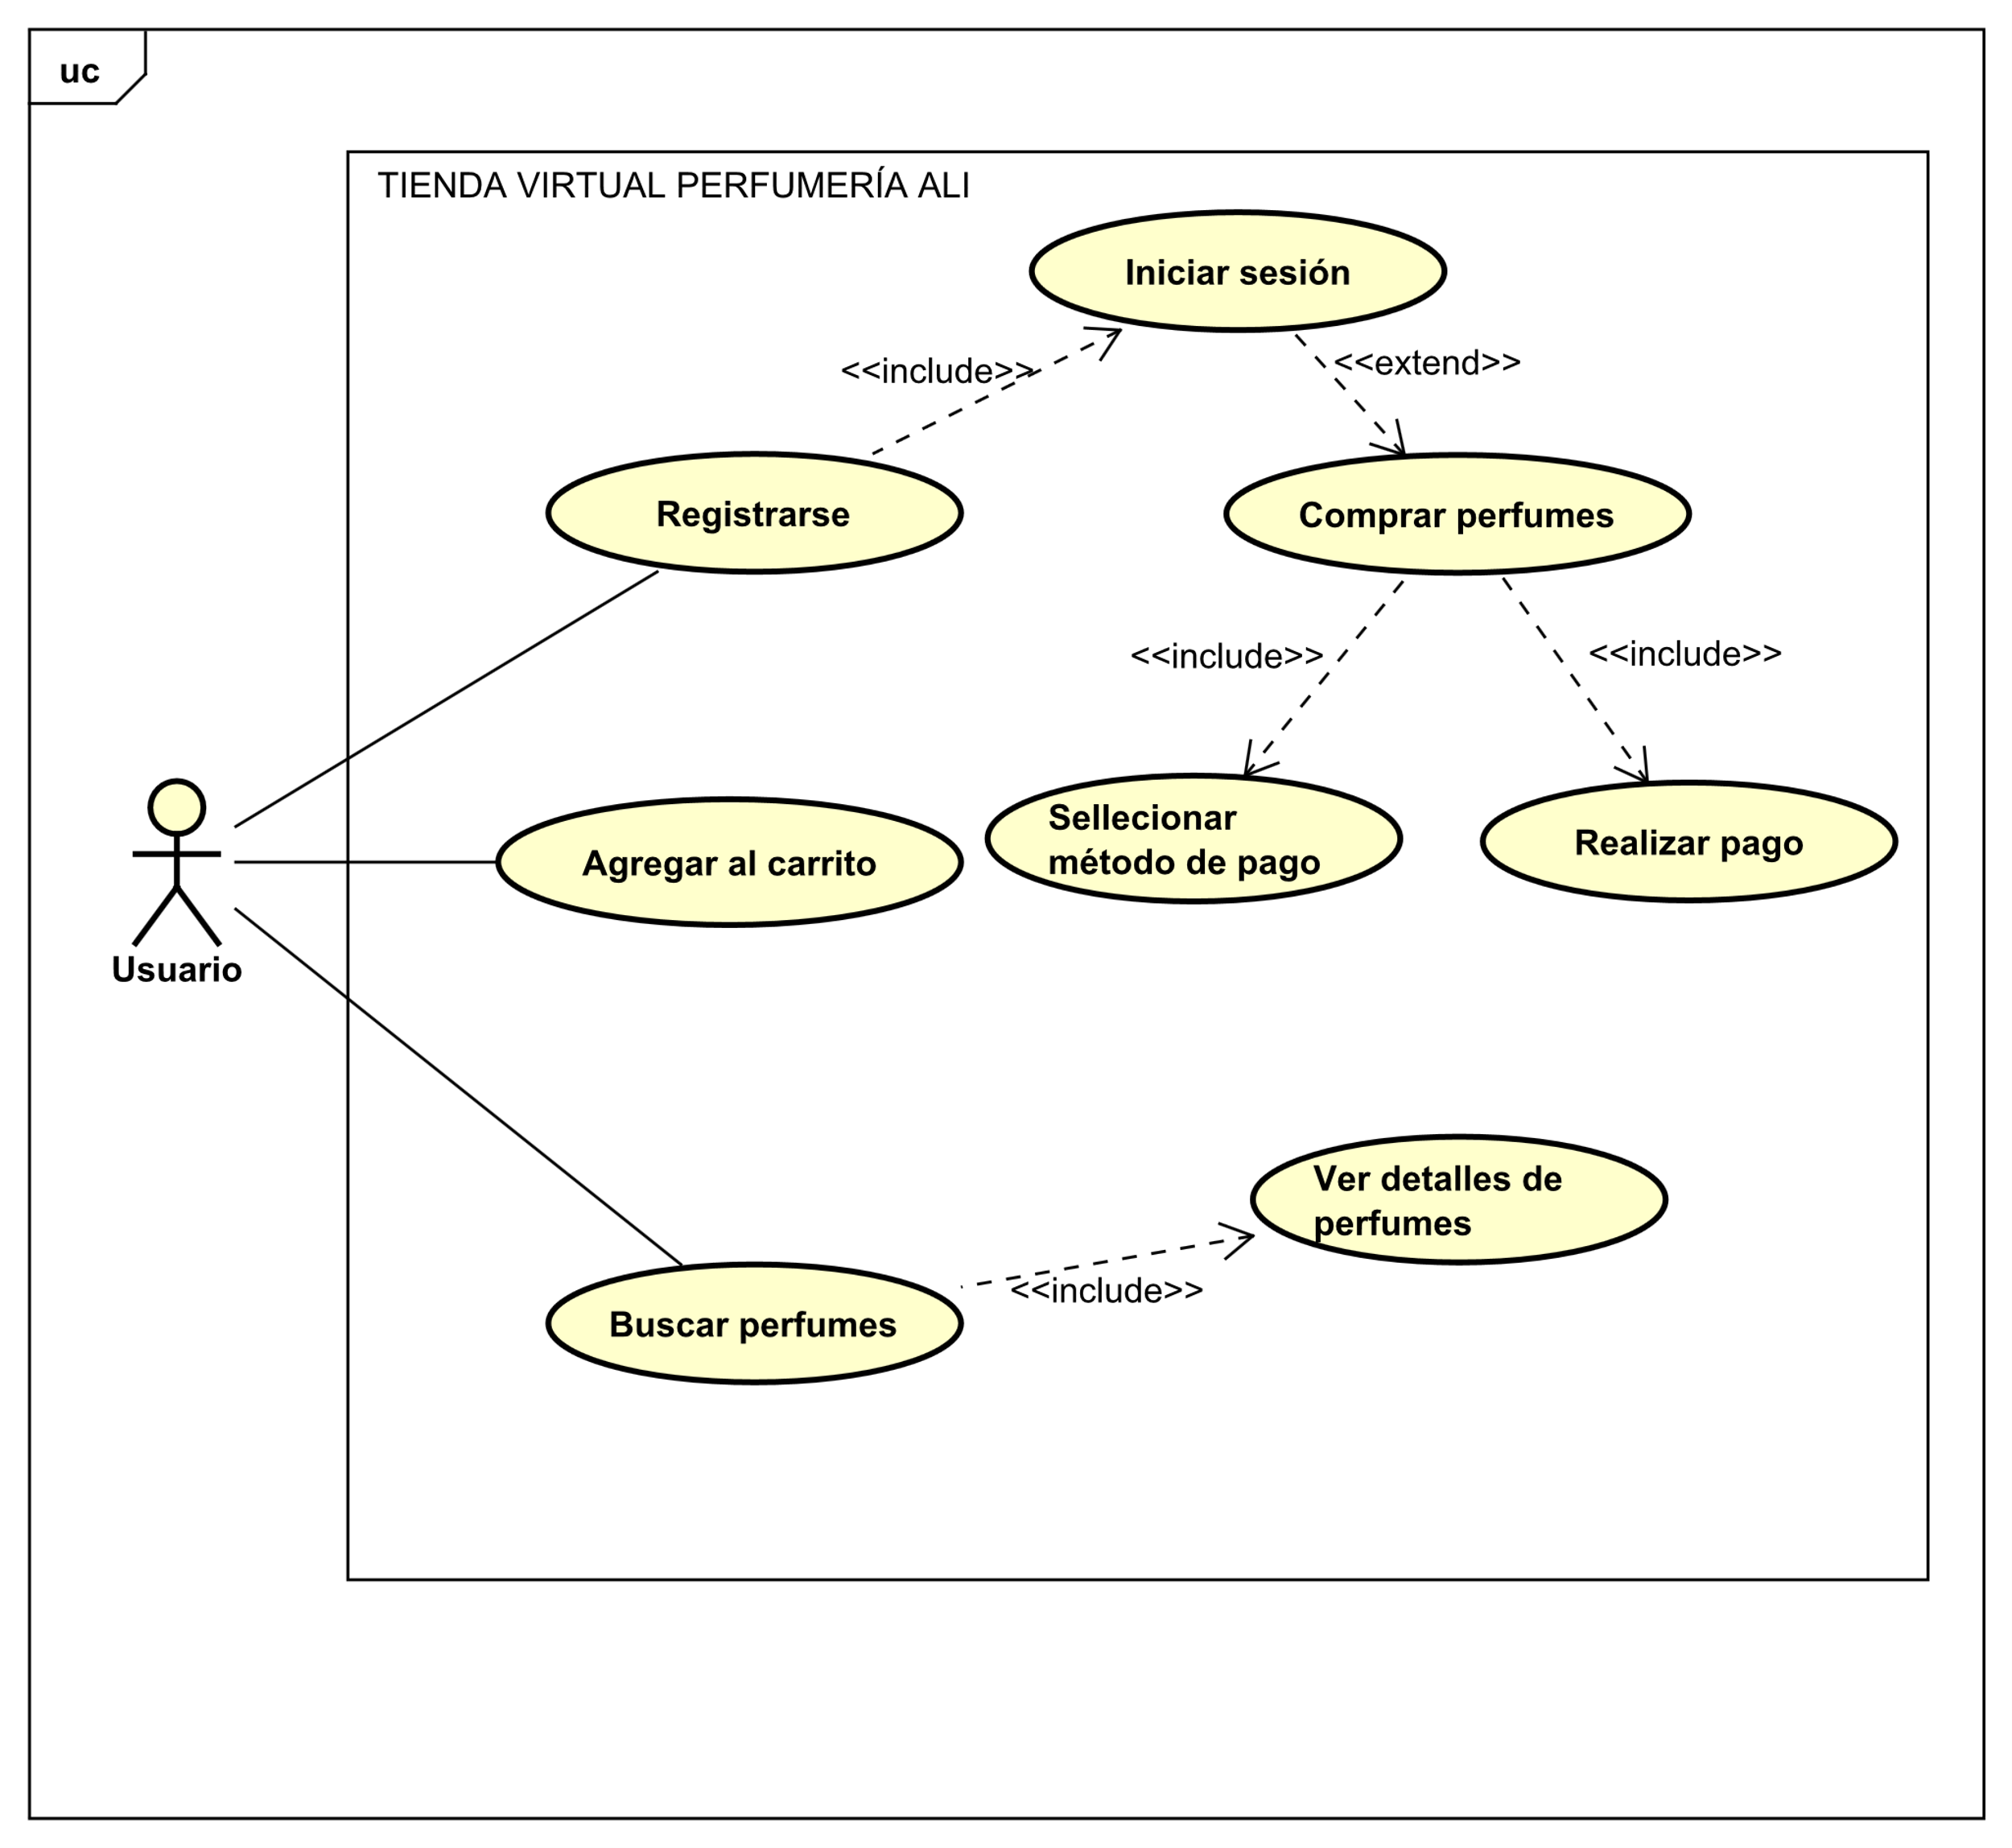 uc
TIENDA VIRTUAL PERFUMERÍA ALI
Iniciar sesión
<<include>>
<<extend>>
Registrarse
Comprar perfumes
<<include>>
<<include>>
Sellecionar
método de pago
Realizar pago
Agregar al carrito
Usuario
Ver detalles de
perfumes
<<include>>
Buscar perfumes